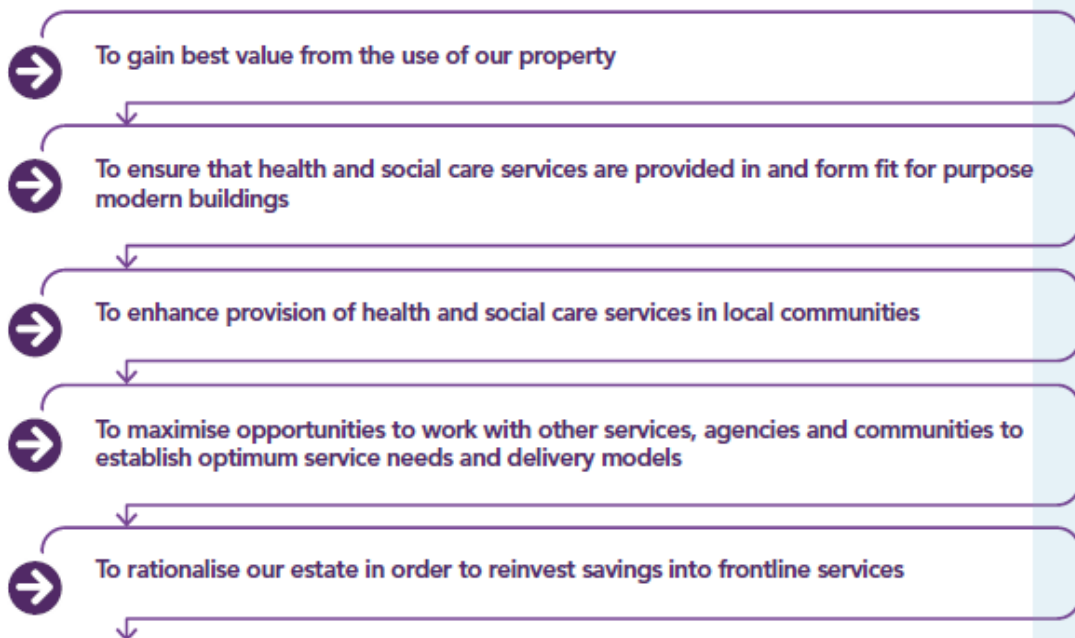 To gain best value from the use of our property
To ensure that health and social care services are provided in and form fit for purpose
modern buildings
To enhance provision of health and social care services in local communities
To maximise opportunities to work with other services, agencies and communities to
establish optimum service needs and delivery models
To rationalise our estate in order to reinvest savings into frontline services